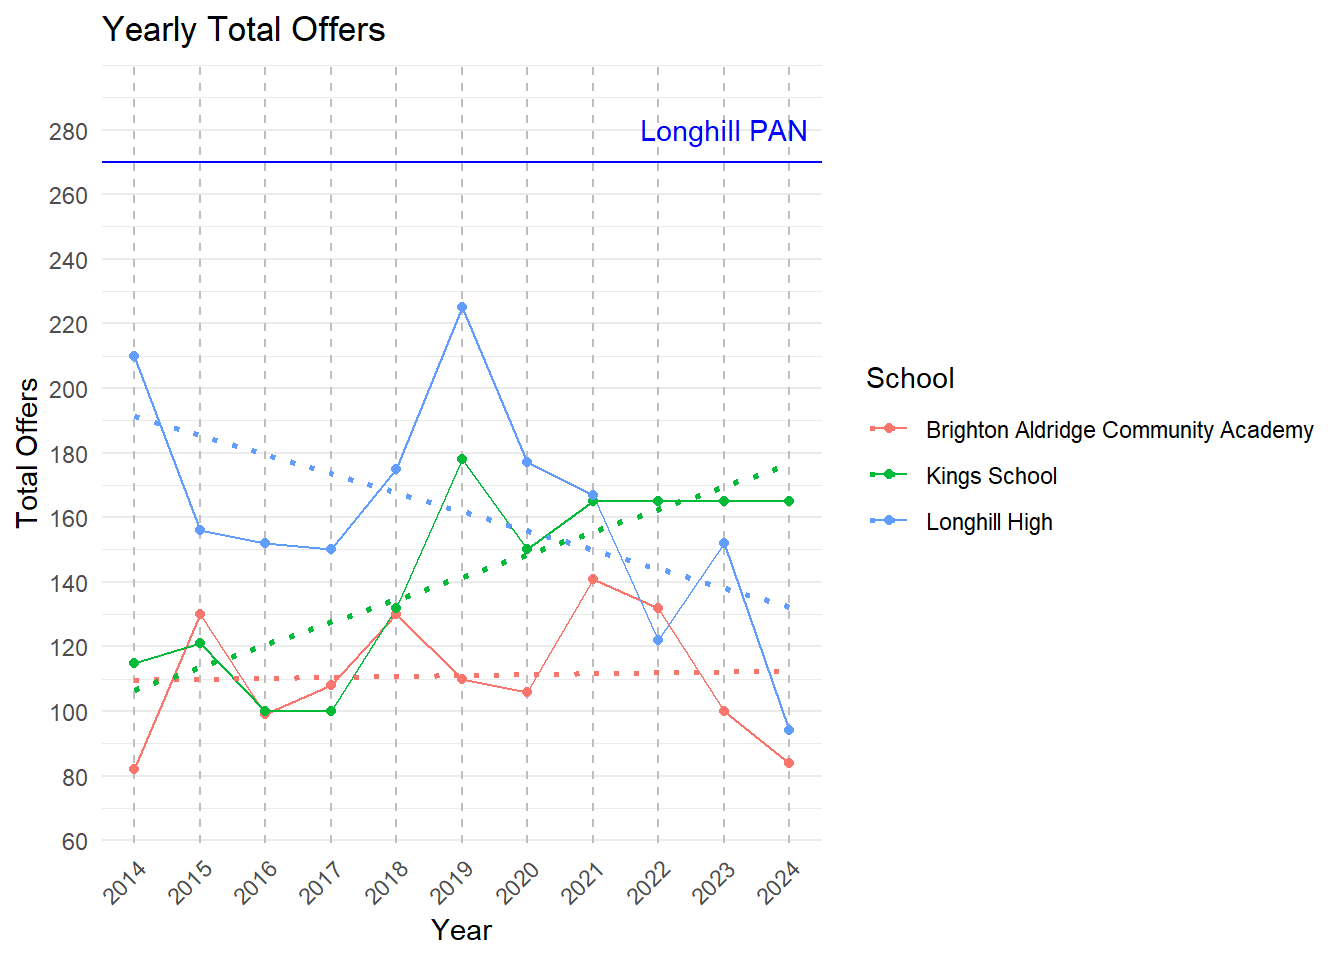 Yearly Total Offers
Total Offers
280
260
240
220
200
180
160
140
120
100
80
60
Longhill PAN
2014
2015
2016
2017
2018
2019
2020
2021
2022
2023
2024
Year
School
Brighton Aldridge Community Academy
Kings School
Longhill High